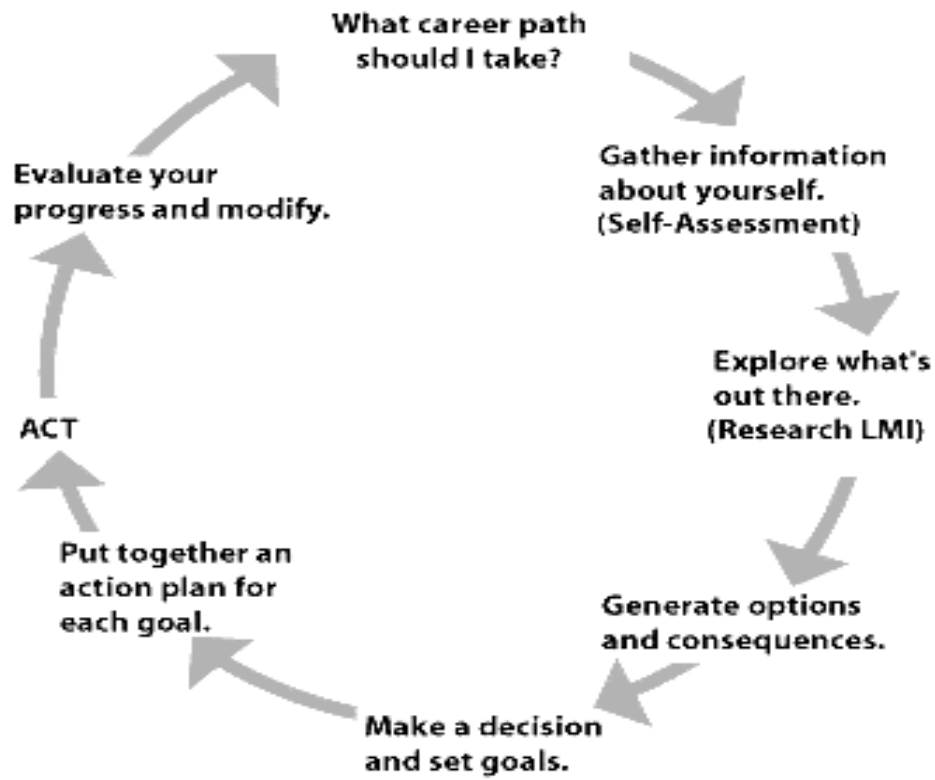 What career path
should I take?
Gather information
about yourself.
(Self-Assessment)
Explore what's
out there.
(Research LMI)
Generate options
and consequences.
Make a decision
and set goals.
Put together an
action plan for
each goal.
ACT
Evaluate your
progress and modify.